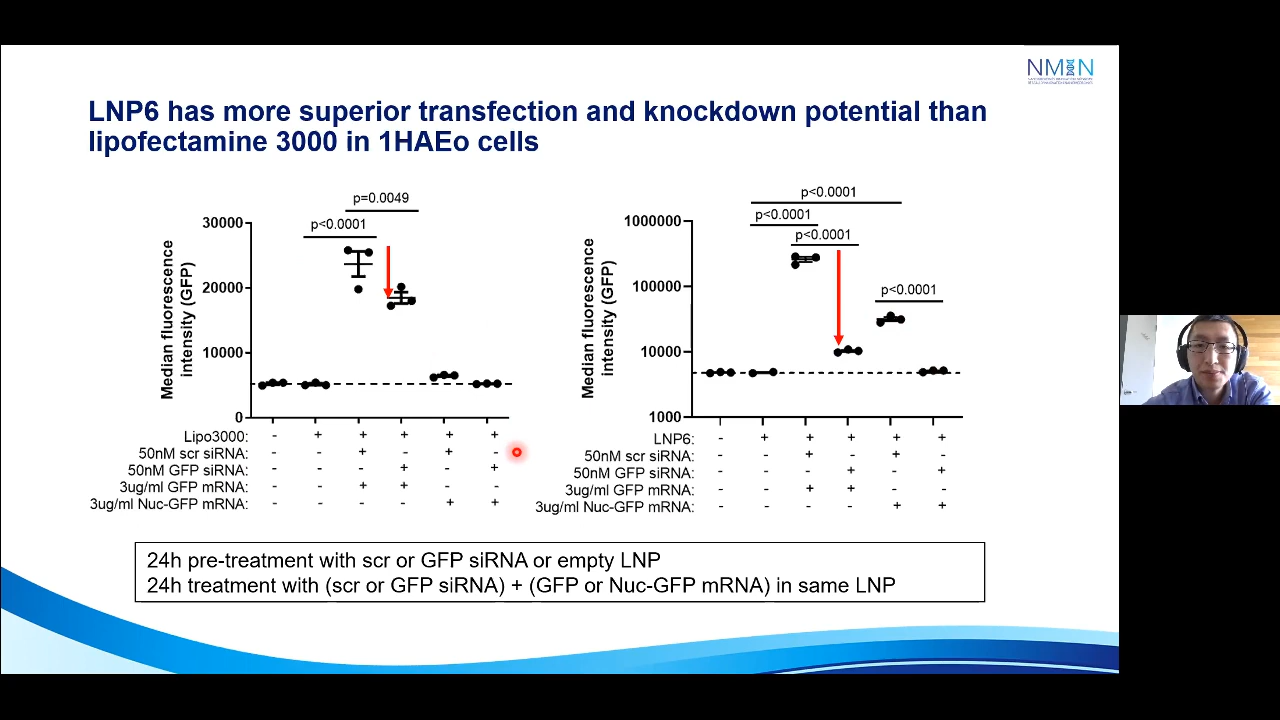 NMIN
LNP6 has more superior transfection and knockdown potential than
lipofectamine 3000 in 1HAEo cells
p=0.0049
p<0.0001
30000
20000
10000
0
Median fluorescence
intensity (GFP)
Lipo3000: - + + + + +
50nM scr siRNA: - - + - + -
50nM GFP siRNA: - - - + - +
3ug/ml GFP mRNA: - - + + - -
3ug/ml Nuc-GFP mRNA: - - - - + +
p<0.0001
p<0.0001
p<0.0001
p<0.0001
1000000
100000
10000
1000
Median fluorescence
intensity (GFP)
LNP6: - + + + + +
50nM scr siRNA: - - + - + -
50nM GFP siRNA: - - - + - +
3ug/ml GFP mRNA: - - + + - -
3ug/ml Nuc-GFP mRNA: - - - - + +
24h pre-treatment with scr or GFP siRNA or empty LNP
24h treatment with (scr or GFP siRNA) + (GFP or Nuc-GFP mRNA) in same LNP